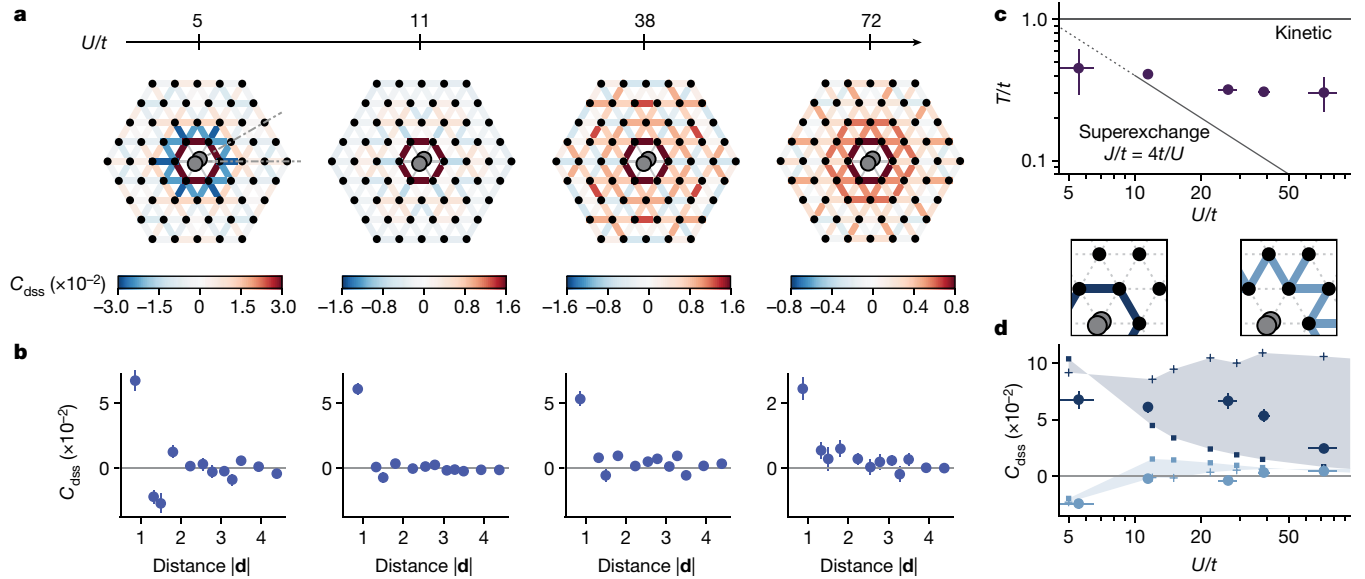 a
U/t
5
11
38
72
C_dss (×10⁻²)
−3.0 −1.5 0 1.5 3.0
−1.6 −0.8 0 0.8 1.6
−1.6 −0.8 0 0.8 1.6
−0.8 −0.4 0 0.4 0.8
b
C_dss (×10⁻²)
5
0
1 2 3 4
Distance |d|
5
0
1 2 3 4
Distance |d|
5
0
1 2 3 4
Distance |d|
2
0
1 2 3 4
Distance |d|
c
T/t
1.0
0.1
Kinetic
Superexchange
J/t = 4t/U
5 10 20 50
U/t
d
C_dss (×10⁻²)
10
5
0
5 10 20 50
U/t